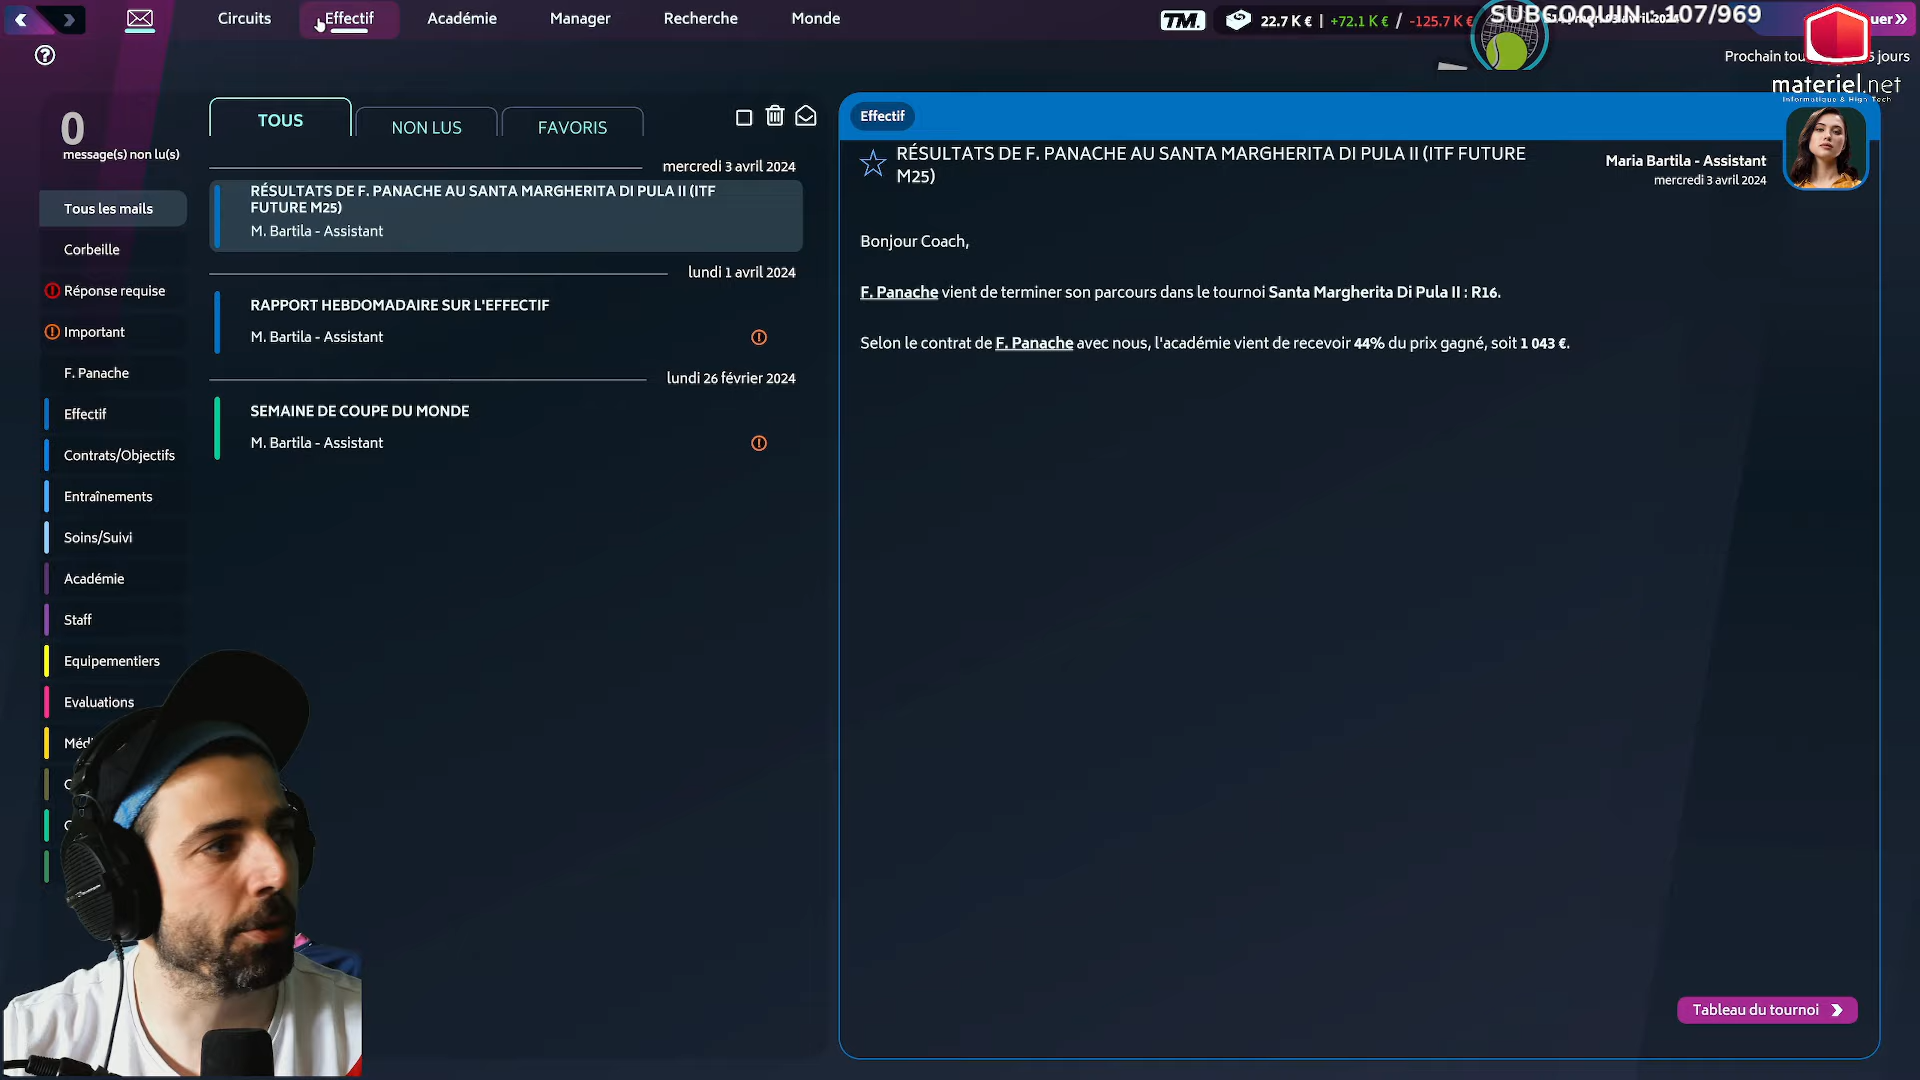 Circuits
Effectif
Académie
Manager
Recherche
Monde
TM.
22.7 K € | +72.1 K € / -125.7 K €
SUBCOQUIN : 107/969
uer
Prochain tou
jours
materiel.net
Informatique & High Tech
0
message(s) non lu(s)
Tous les mails
Corbeille
Réponse requise
Important
F. Panache
Effectif
Contrats/Objectifs
Entraînements
Soins/Suivi
Académie
Staff
Equipementiers
Evaluations
TOUS
NON LUS
FAVORIS
mercredi 3 avril 2024
RÉSULTATS DE F. PANACHE AU SANTA MARGHERITA DI PULA II (ITF
FUTURE M25)
M. Bartila - Assistant
lundi 1 avril 2024
RAPPORT HEBDOMADAIRE SUR L'EFFECTIF
M. Bartila - Assistant
lundi 26 février 2024
SEMAINE DE COUPE DU MONDE
M. Bartila - Assistant
Effectif
RÉSULTATS DE F. PANACHE AU SANTA MARGHERITA DI PULA II (ITF FUTURE
M25)
Maria Bartila - Assistant
mercredi 3 avril 2024
Bonjour Coach,
F. Panache vient de terminer son parcours dans le tournoi Santa Margherita Di Pula II : R16.
Selon le contrat de F. Panache avec nous, l'académie vient de recevoir 44% du prix gagné, soit 1 043 €.
Tableau du tournoi